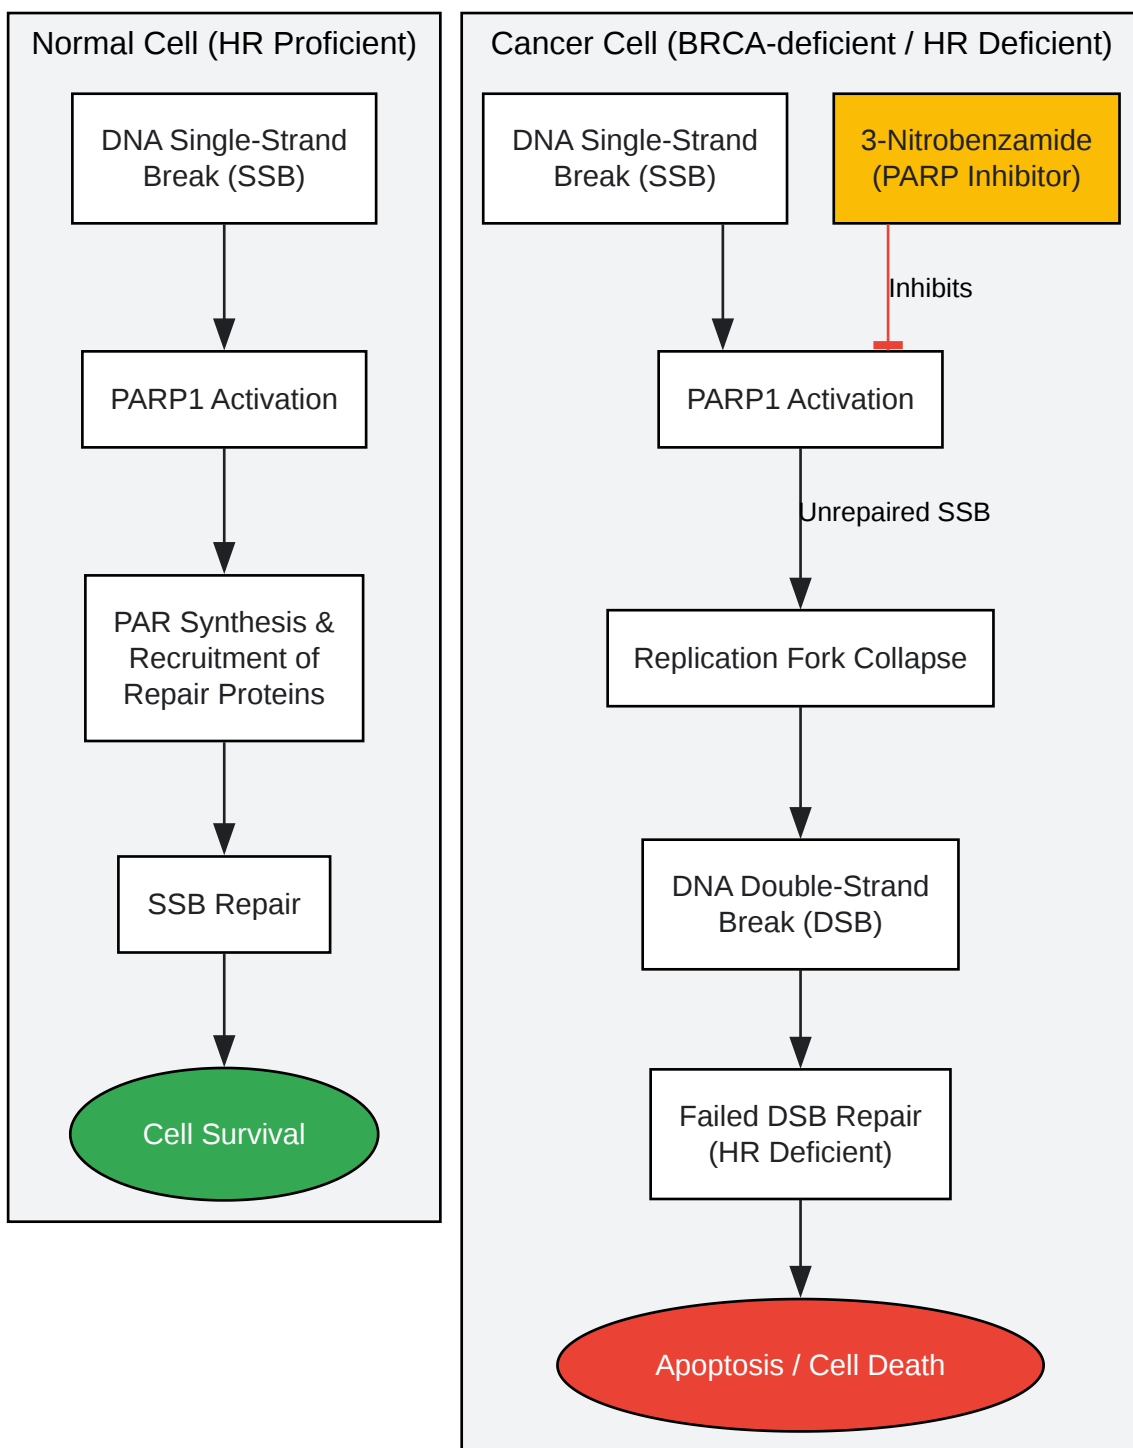 Normal Cell (HR Proficient)
DNA Single-Strand
Break (SSB)
PARP1 Activation
PAR Synthesis &
Recruitment of
Repair Proteins
SSB Repair
Cell Survival
Cancer Cell (BRCA-deficient / HR Deficient)
DNA Single-Strand
Break (SSB)
3-Nitrobenzamide
(PARP Inhibitor)
Inhibits
PARP1 Activation
Unrepaired SSB
Replication Fork Collapse
DNA Double-Strand
Break (DSB)
Failed DSB Repair
(HR Deficient)
Apoptosis / Cell Death